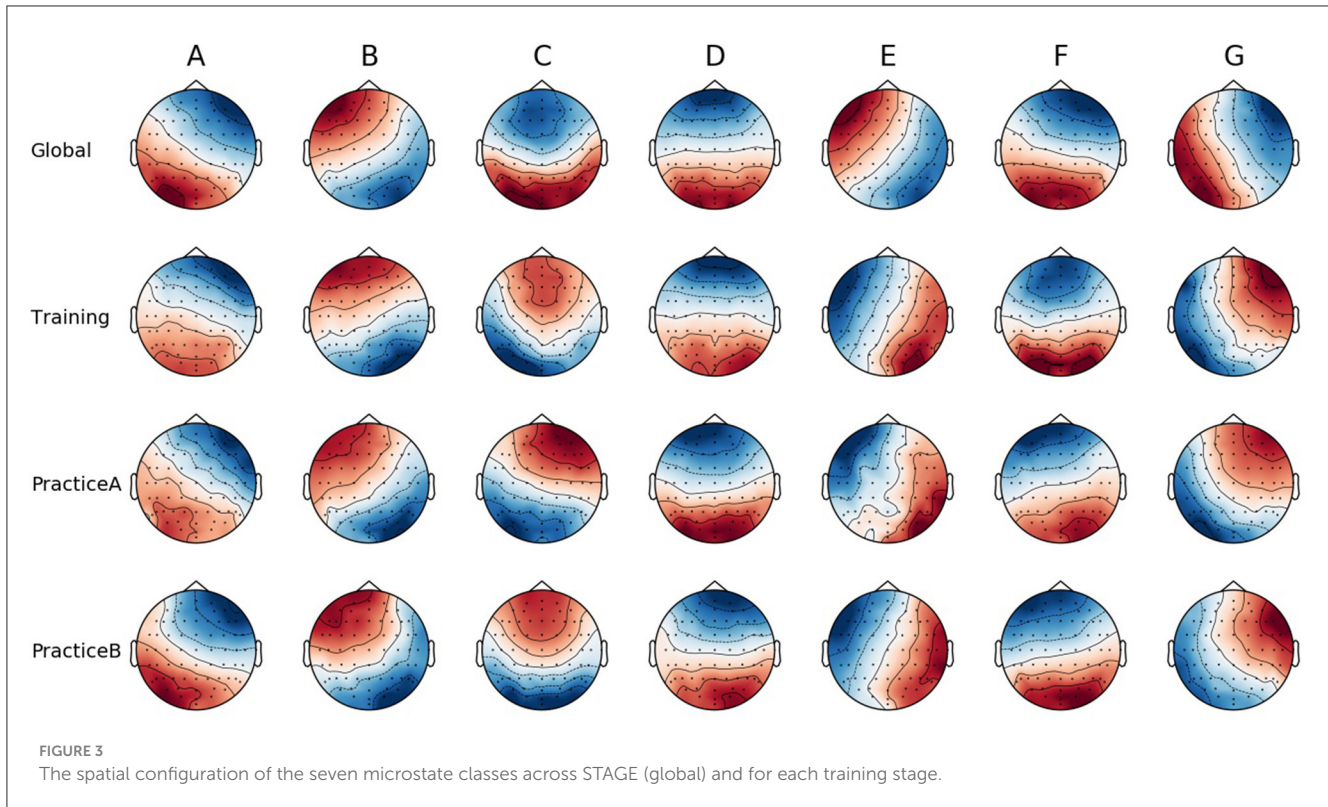 A B C D E F G
Global
Training
PracticeA
PracticeB
FIGURE 3
The spatial configuration of the seven microstate classes across STAGE (global) and for each training stage.